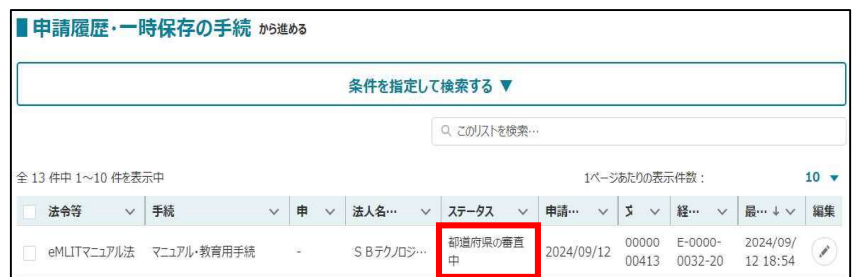 申請履歴・一時保存の手続 から進める
条件を指定して検索する ▼
このリストを検索…
全 13 件中 1~10 件を表示中 1ページあたりの表示件数： 10 ▼
法令等 手続 申 法人名… ステータス 申請… 経… 最… ↓ 編集
eMLITマニュアル法 マニュアル・教育用手続 - ＳＢテクノロジ… 都道府県の審直中 2024/09/12 00000 00413 E-0000-0032-20 2024/09/12 18:54